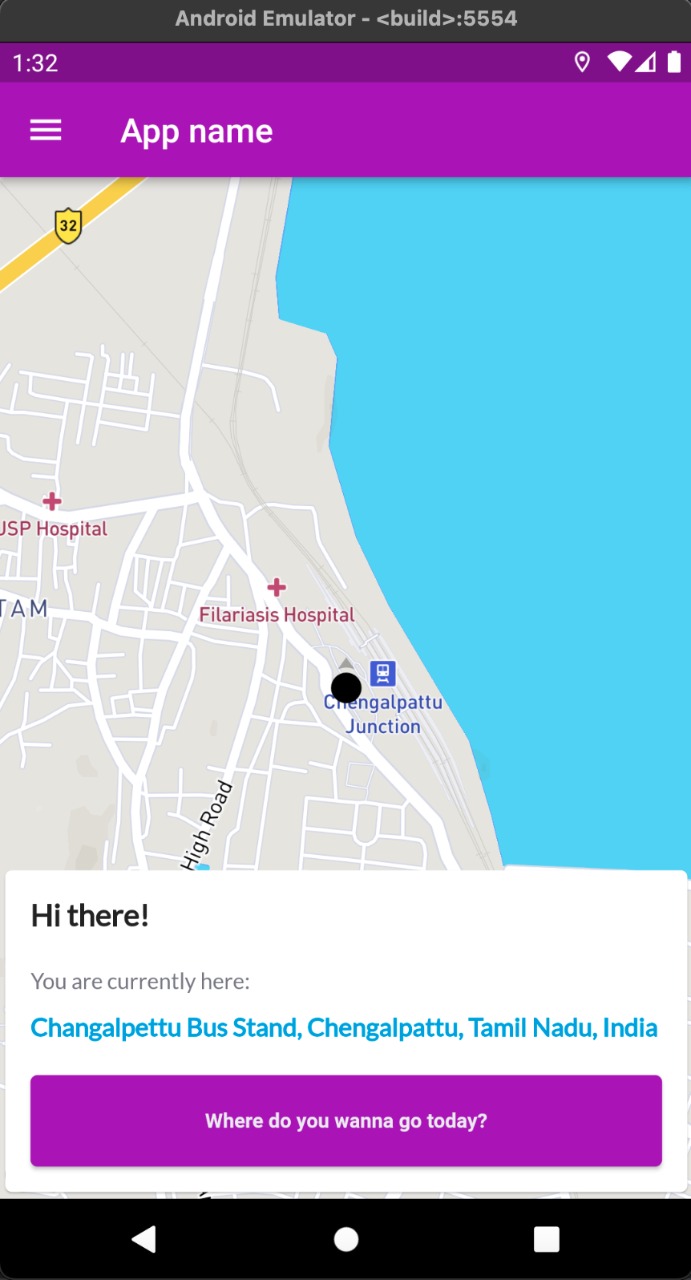 Android Emulator - <build>:5554
1:32
App name
32
USP Hospital
TAM
Filariasis Hospital
Chengalpattu
Junction
High Road
Hi there!
You are currently here:
Changalpettu Bus Stand, Chengalpattu, Tamil Nadu, India
Where do you wanna go today?